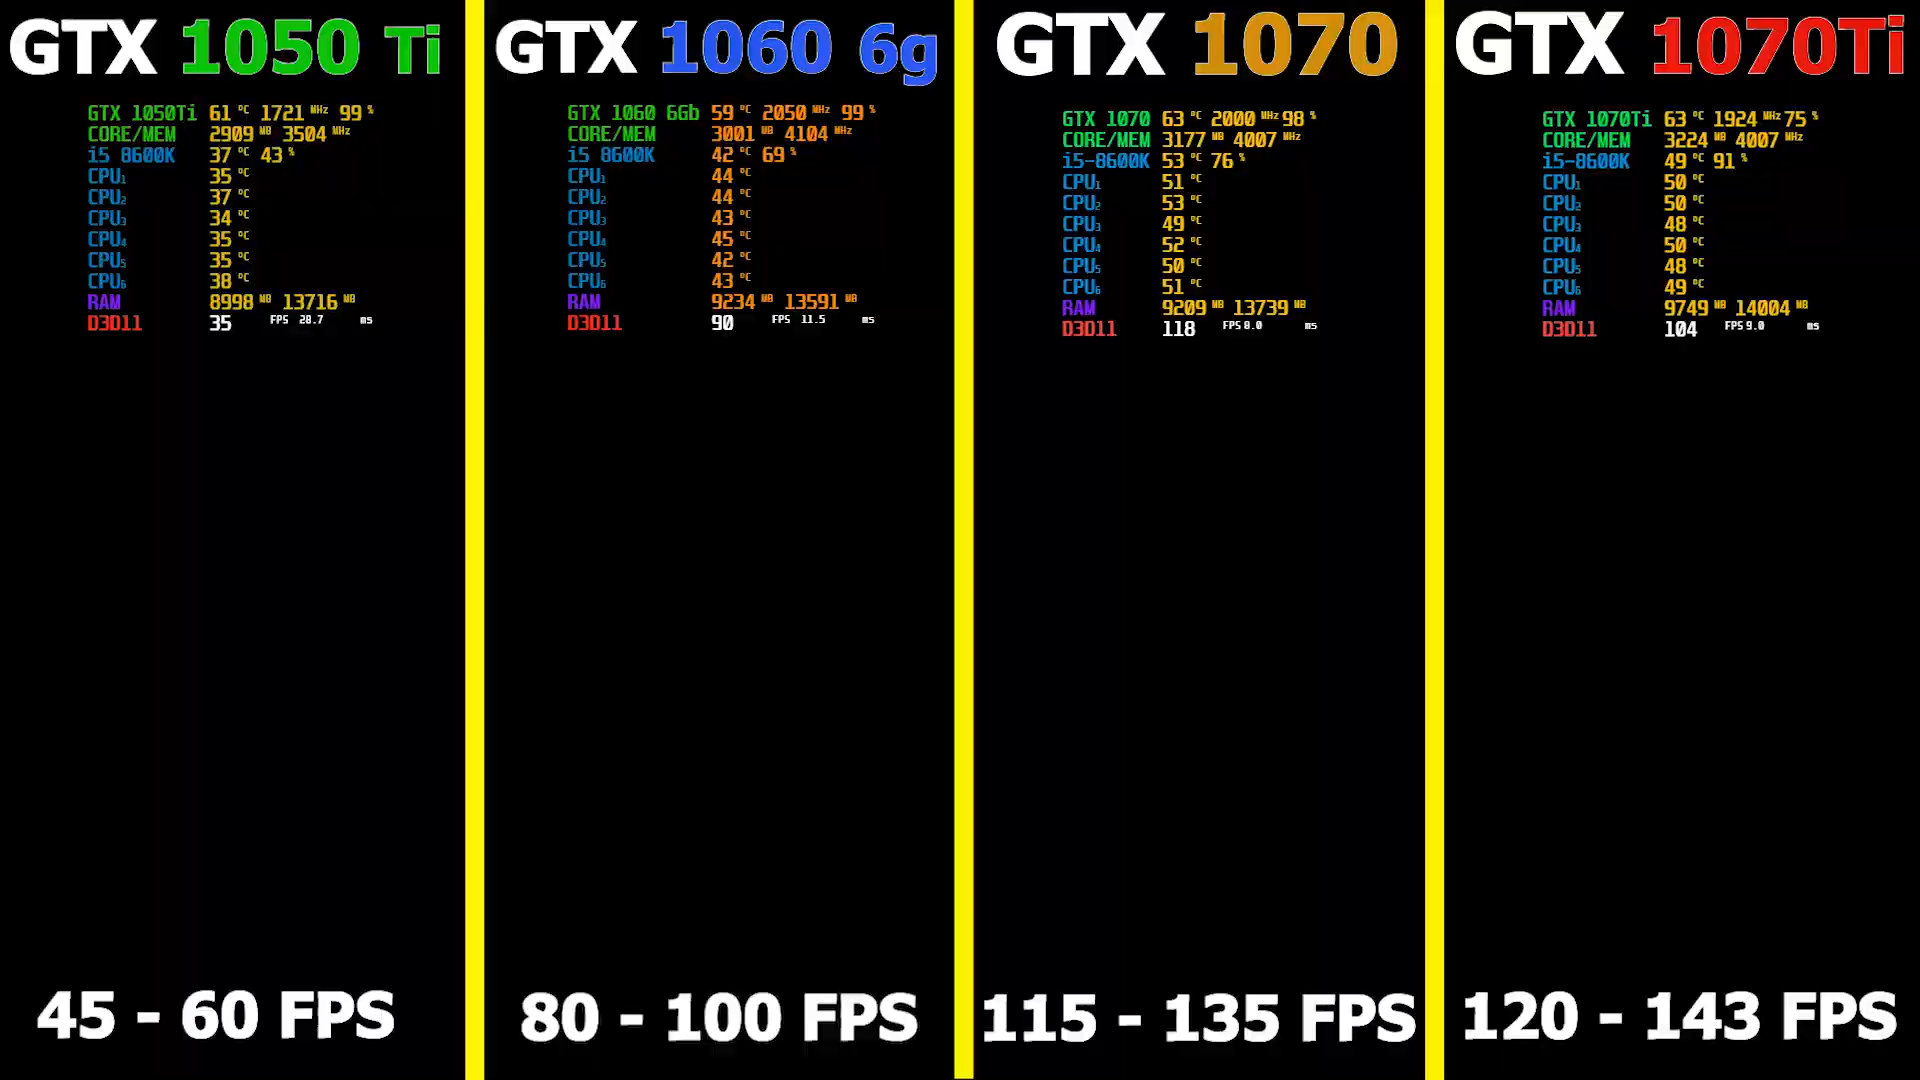 GTX 1050 Ti
GTX 1050Ti 61 °C 1721 MHz 99 %
CORE/MEM 2909 MB 3504 MHz
i5 8600K 37 °C 43 %
CPU1 35 °C
CPU2 37 °C
CPU3 34 °C
CPU4 35 °C
CPU5 35 °C
CPU6 38 °C
RAM 8998 MB 13716 MB
D3D11 35 FPS 28.7 ms
45 - 60 FPS
GTX 1060 6g
GTX 1060 6Gb 59 °C 2050 MHz 99 %
CORE/MEM 3001 MB 4104 MHz
i5 8600K 42 °C 69 %
CPU1 44 °C
CPU2 44 °C
CPU3 43 °C
CPU4 45 °C
CPU5 42 °C
CPU6 43 °C
RAM 9234 MB 13591 MB
D3D11 90 FPS 11.5 ms
80 - 100 FPS
GTX 1070
GTX 1070 63 °C 2000 MHz 98 %
CORE/MEM 3177 MB 4007 MHz
i5-8600K 53 °C 76 %
CPU1 51 °C
CPU2 53 °C
CPU3 49 °C
CPU4 52 °C
CPU5 50 °C
CPU6 51 °C
RAM 9209 MB 13739 MB
D3D11 118 FPS 8.0 ms
115 - 135 FPS
GTX 1070Ti
GTX 1070Ti 63 °C 1924 MHz 75 %
CORE/MEM 3224 MB 4007 MHz
i5-8600K 49 °C 91 %
CPU1 50 °C
CPU2 50 °C
CPU3 48 °C
CPU4 50 °C
CPU5 48 °C
CPU6 49 °C
RAM 9749 MB 14004 MB
D3D11 104 FPS 9.0 ms
120 - 143 FPS